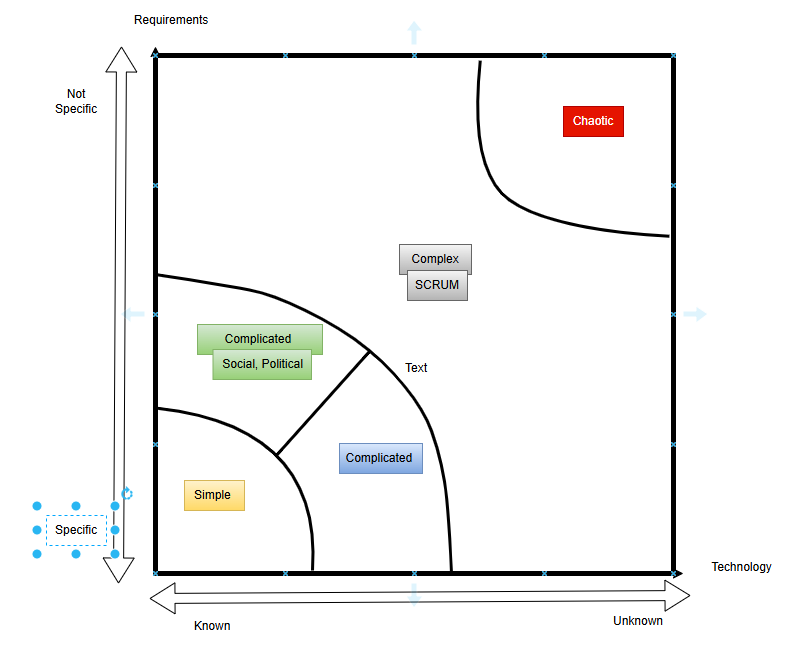 Requirements
Not
Specific
Chaotic
Complex
SCRUM
Complicated
Social, Political
Text
Complicated
Simple
Specific
Technology
Known
Unknown